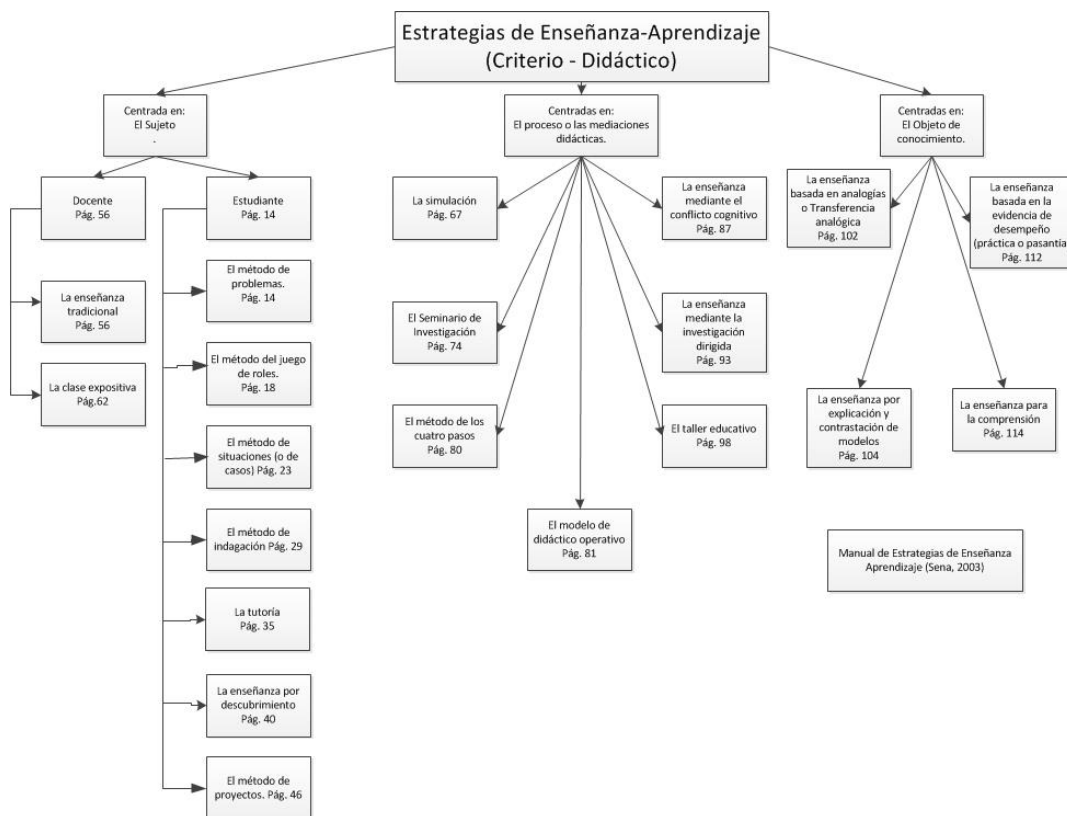 Estrategias de Enseñanza-Aprendizaje
(Criterio - Didáctico)
Centrada en:
El Sujeto
.
Centradas en:
El proceso o las mediaciones
didácticas.
Centradas en:
El Objeto de
conocimiento.
Docente
Pág. 56
Estudiante
Pág. 14
La enseñanza
tradicional
Pág. 56
La clase expositiva
Pág.62
El método de
problemas.
Pág. 14
El método del juego
de roles.
Pág. 18
El método de
situaciones (o de
casos) Pág. 23
El método de
indagación Pág. 29
La tutoría
Pág. 35
La enseñanza por
descubrimiento
Pág. 40
El método de
proyectos. Pág. 46
La simulación
Pág. 67
La enseñanza
mediante el
conflicto cognitivo
Pág. 87
El Seminario de
Investigación
Pág. 74
La enseñanza
mediante la
investigación
dirigida
Pág. 93
El método de los
cuatro pasos
Pág. 80
El taller educativo
Pág. 98
El modelo de
didáctico operativo
Pág. 81
La enseñanza
basada en analogías
o Transferencia
analógica
Pág. 102
La enseñanza
basada en la
evidencia de
desempeño
(práctica o pasantía
Pág. 112
La enseñanza por
explicación y
contrastación de
modelos
Pág. 104
La enseñanza para
la comprensión
Pág. 114
Manual de Estrategias de Enseñanza
Aprendizaje (Sena, 2003)